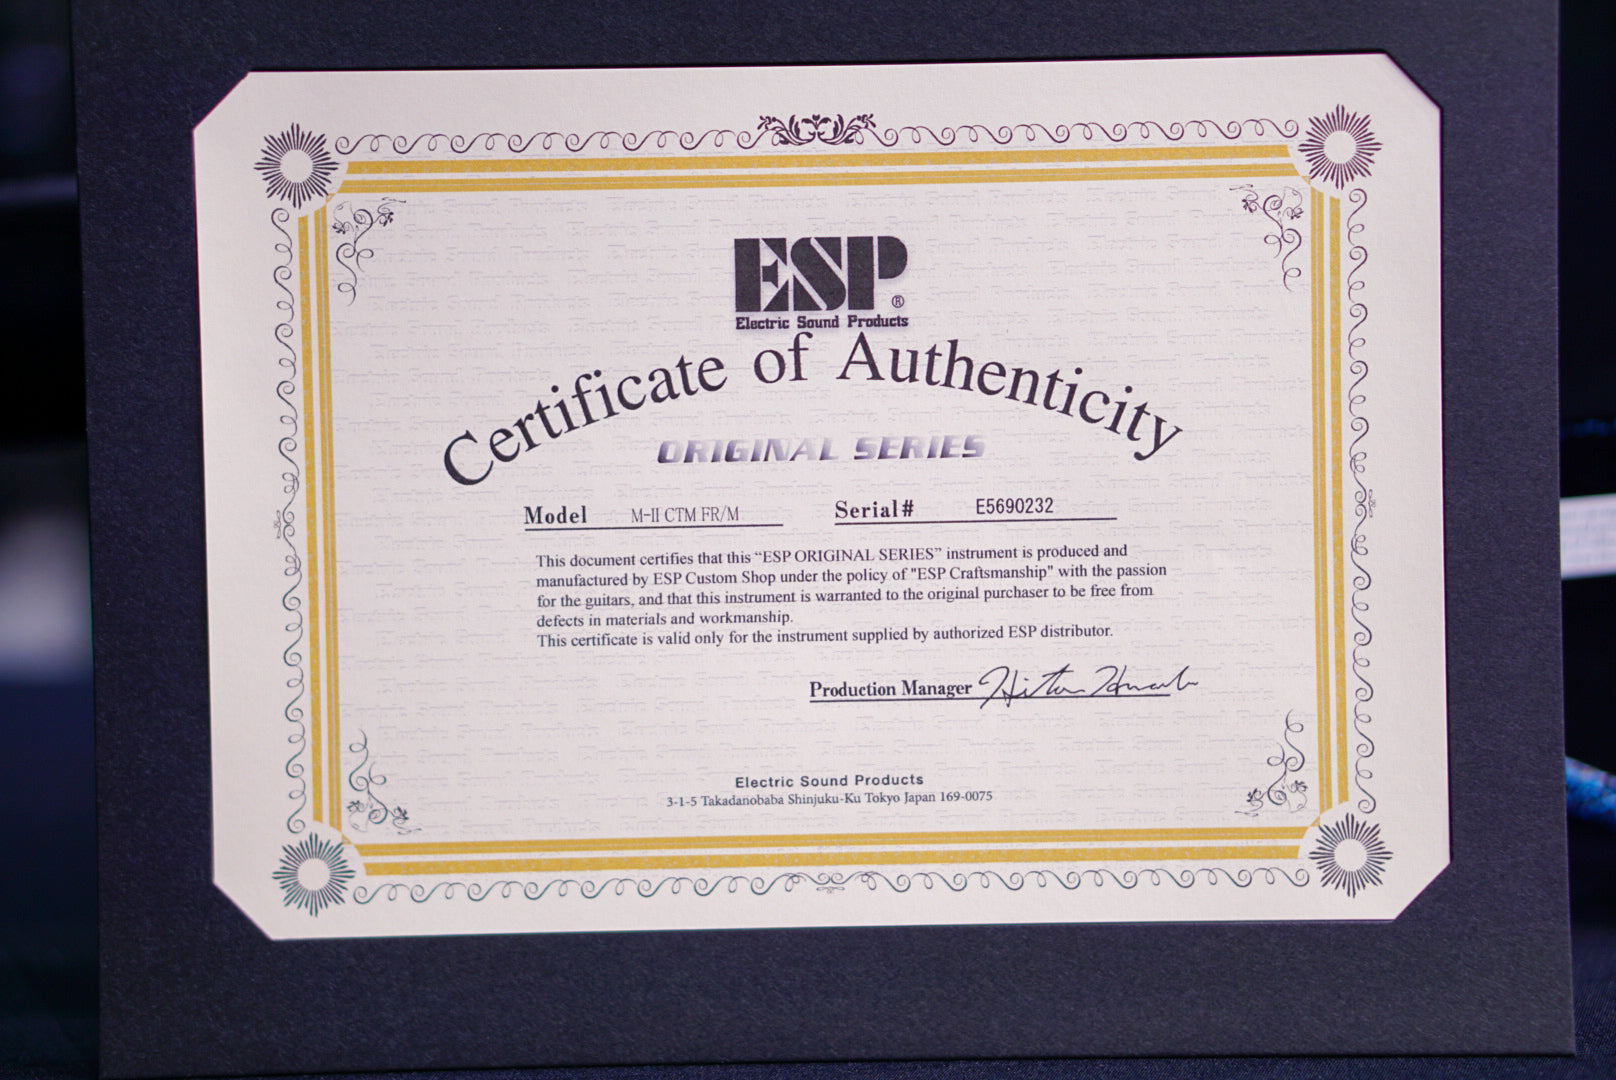 ESP®
Electric Sound Products
Certificate of Authenticity
ORIGINAL SERIES
Model M-II CTM FR/M Serial# E5690232
This document certifies that this “ESP ORIGINAL SERIES” instrument is produced and
manufactured by ESP Custom Shop under the policy of "ESP Craftsmanship" with the passion
for the guitars, and that this instrument is warranted to the original purchaser to be free from
defects in materials and workmanship.
This certificate is valid only for the instrument supplied by authorized ESP distributor.
Production Manager
Electric Sound Products
3-1-5 Takadanobaba Shinjuku-Ku Tokyo Japan 169-0075